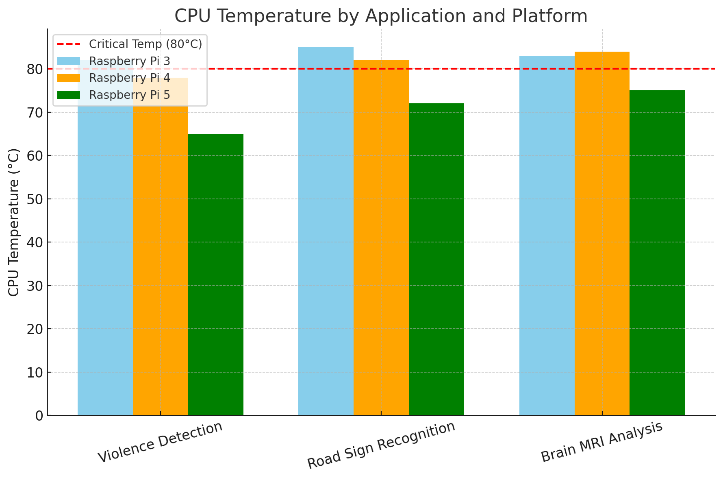 CPU Temperature by Application and Platform
Critical Temp (80°C)
Raspberry Pi 3
Raspberry Pi 4
Raspberry Pi 5
CPU Temperature (°C)
80
70
60
50
40
30
20
10
0
Violence Detection
Road Sign Recognition
Brain MRI Analysis